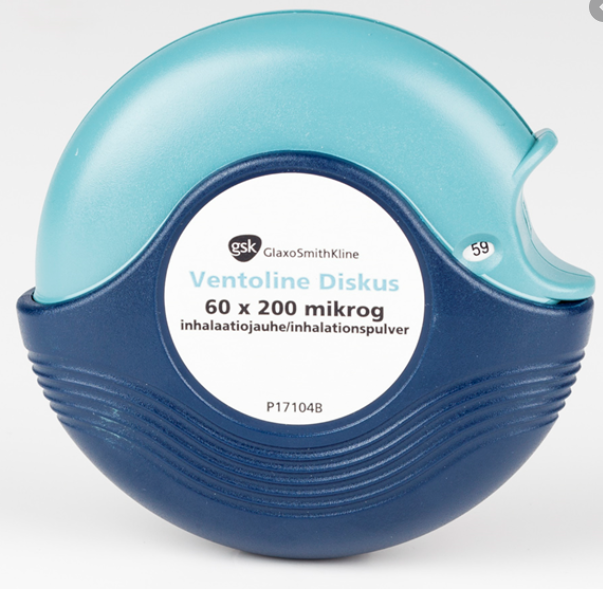 59
gsk GlaxoSmithKline
Ventoline Diskus
60 x 200 mikrog
inhalaatiojauhe/inhalationspulver
P17104B